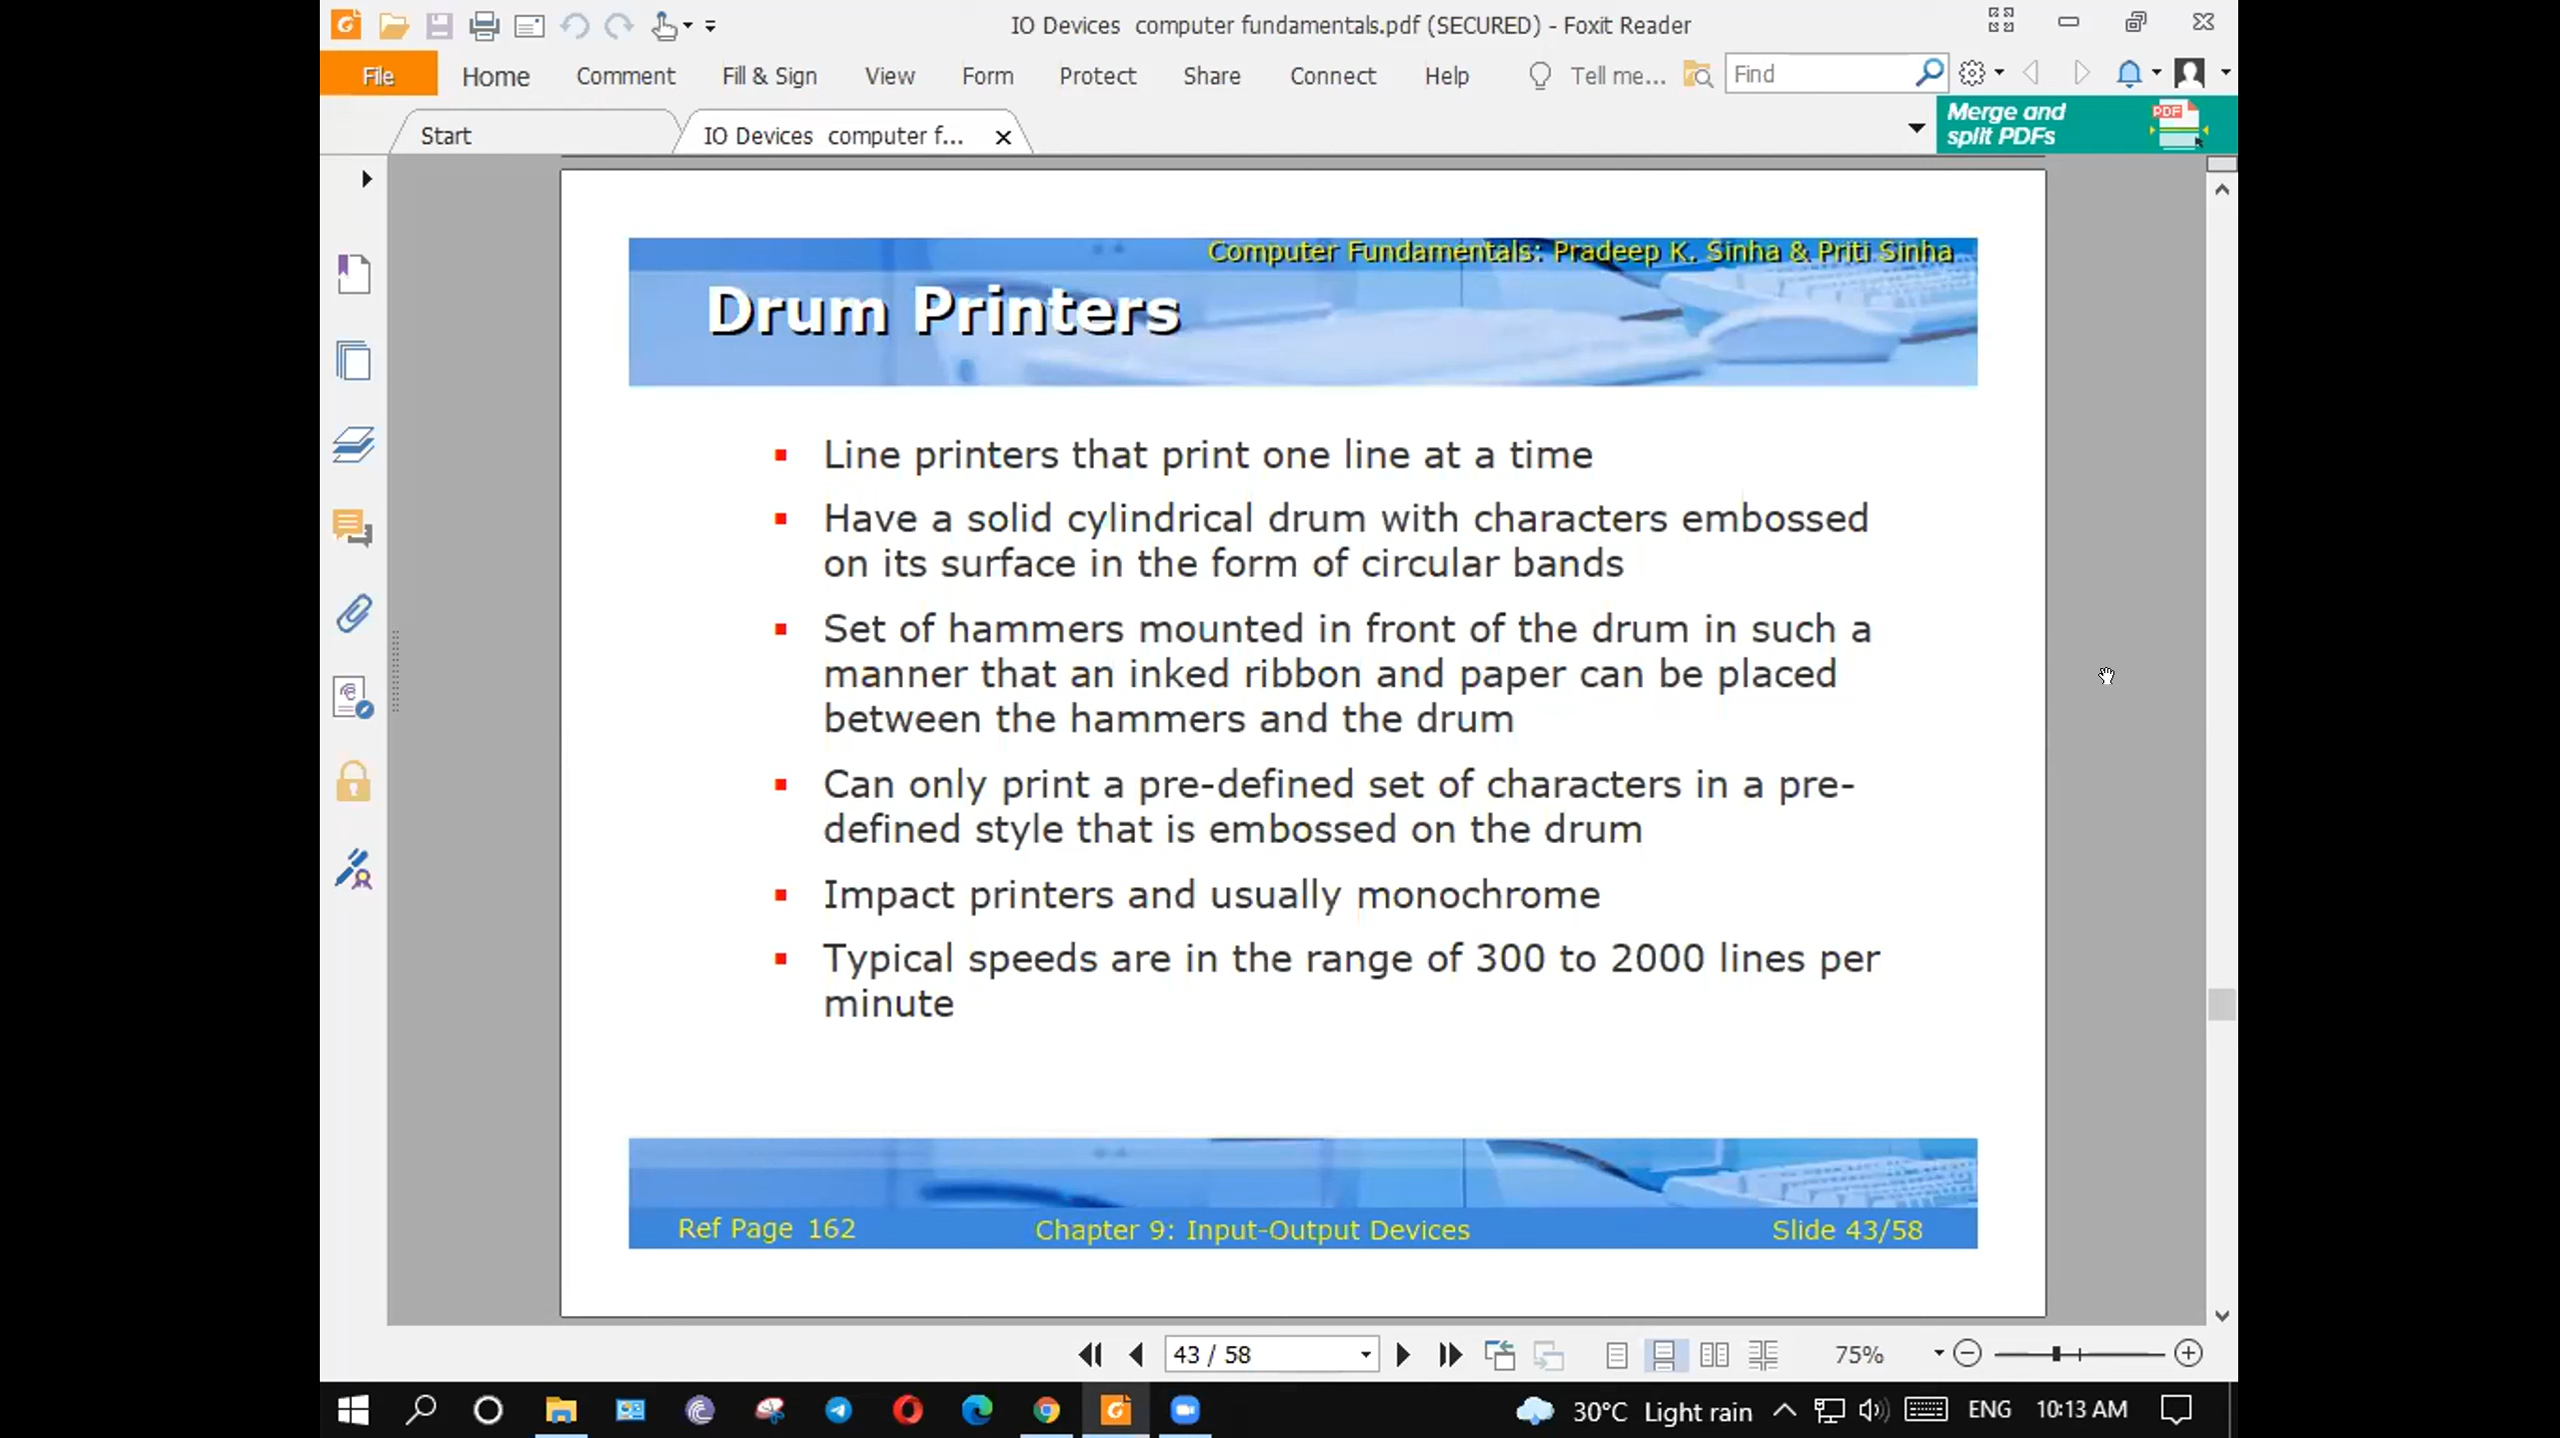 IO Devices  computer fundamentals.pdf (SECURED) - Foxit Reader
File Home Comment Fill & Sign View Form Protect Share Connect Help Tell me... Find
Start IO Devices  computer f...
Merge and
split PDFs
PDF
Computer Fundamentals: Pradeep K. Sinha & Priti Sinha
Drum Printers
Line printers that print one line at a time
Have a solid cylindrical drum with characters embossed
on its surface in the form of circular bands
Set of hammers mounted in front of the drum in such a
manner that an inked ribbon and paper can be placed
between the hammers and the drum
Can only print a pre-defined set of characters in a pre-
defined style that is embossed on the drum
Impact printers and usually monochrome
Typical speeds are in the range of 300 to 2000 lines per
minute
Ref Page 162 Chapter 9: Input-Output Devices Slide 43/58
43 / 58 75%
30°C Light rain ENG 10:13 AM